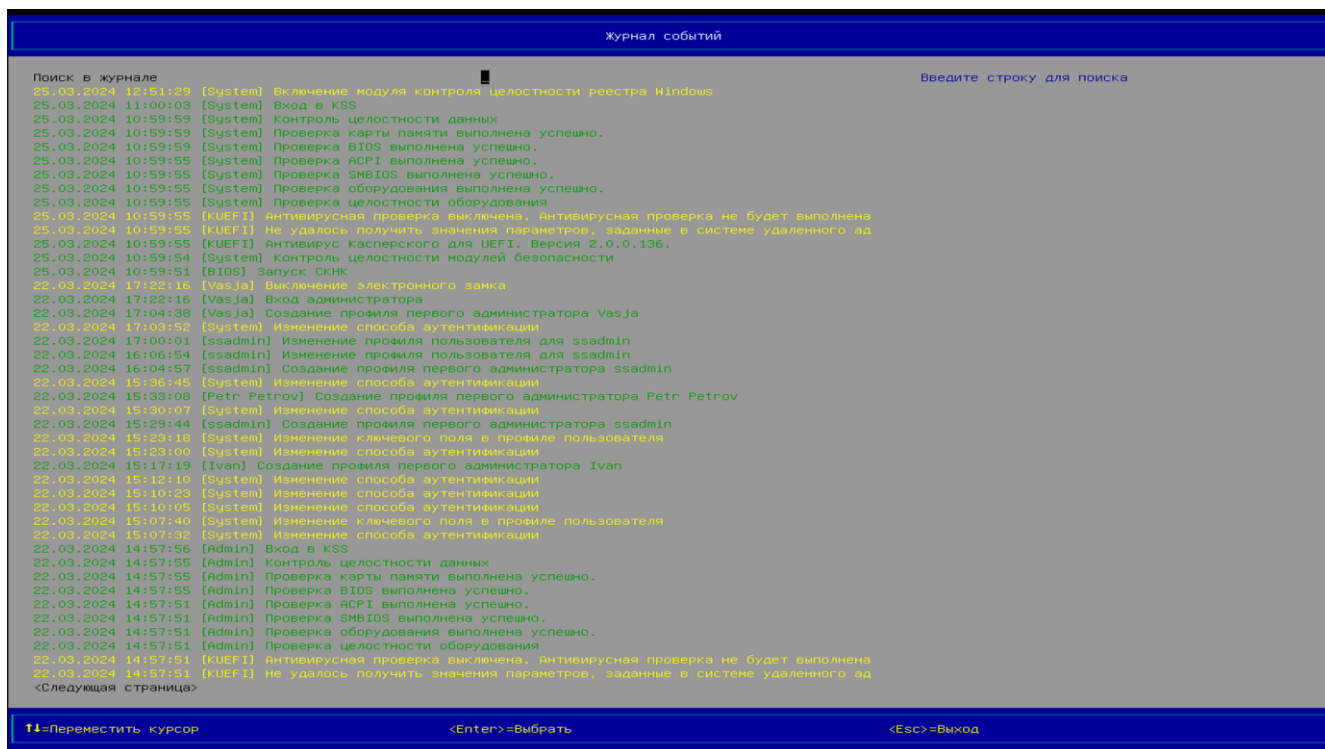 Журнал событий
Поиск в журнале Введите строку для поиска
25.03.2024 12:51:29 [System] Включение модуля контроля целостности реестра Windows
25.03.2024 11:00:03 [System] Вход в KSS
25.03.2024 10:59:59 [System] Контроль целостности данных
25.03.2024 10:59:59 [System] Проверка карты памяти выполнена успешно.
25.03.2024 10:59:59 [System] Проверка BIOS выполнена успешно.
25.03.2024 10:59:55 [System] Проверка ACPI выполнена успешно.
25.03.2024 10:59:55 [System] Проверка SMBIOS выполнена успешно.
25.03.2024 10:59:55 [System] Проверка оборудования выполнена успешно.
25.03.2024 10:59:55 [System] Проверка целостности оборудования
25.03.2024 10:59:55 [KUEFI] Антивирусная проверка выключена. Антивирусная проверка не будет выполнена
25.03.2024 10:59:55 [KUEFI] Не удалось получить значения параметров, заданные в системе удаленного ад
25.03.2024 10:59:55 [KUEFI] Антивирус Касперского для UEFI. Версия 2.0.0.136.
25.03.2024 10:59:54 [System] Контроль целостности модулей безопасности
25.03.2024 10:59:51 [BIOS] Запуск СКНК
22.03.2024 17:22:16 [Vasja] Выключение электронного замка
22.03.2024 17:22:16 [Vasja] Вход администратора
22.03.2024 17:04:38 [Vasja] Создание профиля первого администратора Vasja
22.03.2024 17:03:52 [System] Изменение способа аутентификации
22.03.2024 17:00:01 [ssadmin] Изменение профиля пользователя для ssadmin
22.03.2024 16:06:54 [ssadmin] Изменение профиля пользователя для ssadmin
22.03.2024 16:04:57 [ssadmin] Создание профиля первого администратора ssadmin
22.03.2024 15:36:45 [System] Изменение способа аутентификации
22.03.2024 15:33:08 [Petr Petrov] Создание профиля первого администратора Petr Petrov
22.03.2024 15:30:07 [System] Изменение способа аутентификации
22.03.2024 15:29:44 [ssadmin] Создание профиля первого администратора ssadmin
22.03.2024 15:23:18 [System] Изменение ключевого поля в профиле пользователя
22.03.2024 15:23:00 [System] Изменение способа аутентификации
22.03.2024 15:17:19 [Ivan] Создание профиля первого администратора Ivan
22.03.2024 15:12:10 [System] Изменение способа аутентификации
22.03.2024 15:10:23 [System] Изменение способа аутентификации
22.03.2024 15:10:05 [System] Изменение способа аутентификации
22.03.2024 15:07:40 [System] Изменение ключевого поля в профиле пользователя
22.03.2024 15:07:32 [System] Изменение способа аутентификации
22.03.2024 14:57:56 [Admin] Вход в KSS
22.03.2024 14:57:55 [Admin] Контроль целостности данных
22.03.2024 14:57:55 [Admin] Проверка карты памяти выполнена успешно.
22.03.2024 14:57:55 [Admin] Проверка BIOS выполнена успешно.
22.03.2024 14:57:51 [Admin] Проверка ACPI выполнена успешно.
22.03.2024 14:57:51 [Admin] Проверка SMBIOS выполнена успешно.
22.03.2024 14:57:51 [Admin] Проверка оборудования выполнена успешно.
22.03.2024 14:57:51 [Admin] Проверка целостности оборудования
22.03.2024 14:57:51 [KUEFI] Антивирусная проверка выключена. Антивирусная проверка не будет выполнена
22.03.2024 14:57:51 [KUEFI] Не удалось получить значения параметров, заданные в системе удаленного ад
<Следующая страница>
↑↓=Переместить курсор <Enter>=Выбрать <Esc>=Выход